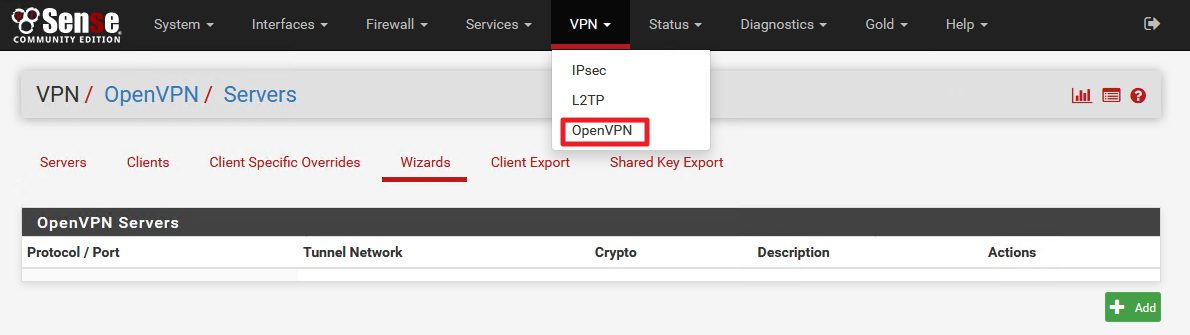 Sense
COMMUNITY EDITION
System Interfaces Firewall Services VPN Status Diagnostics Gold Help
IPsec
L2TP
OpenVPN
VPN / OpenVPN / Servers
Servers Clients Client Specific Overrides Wizards Client Export Shared Key Export
OpenVPN Servers
Protocol / Port Tunnel Network Crypto Description Actions
Add